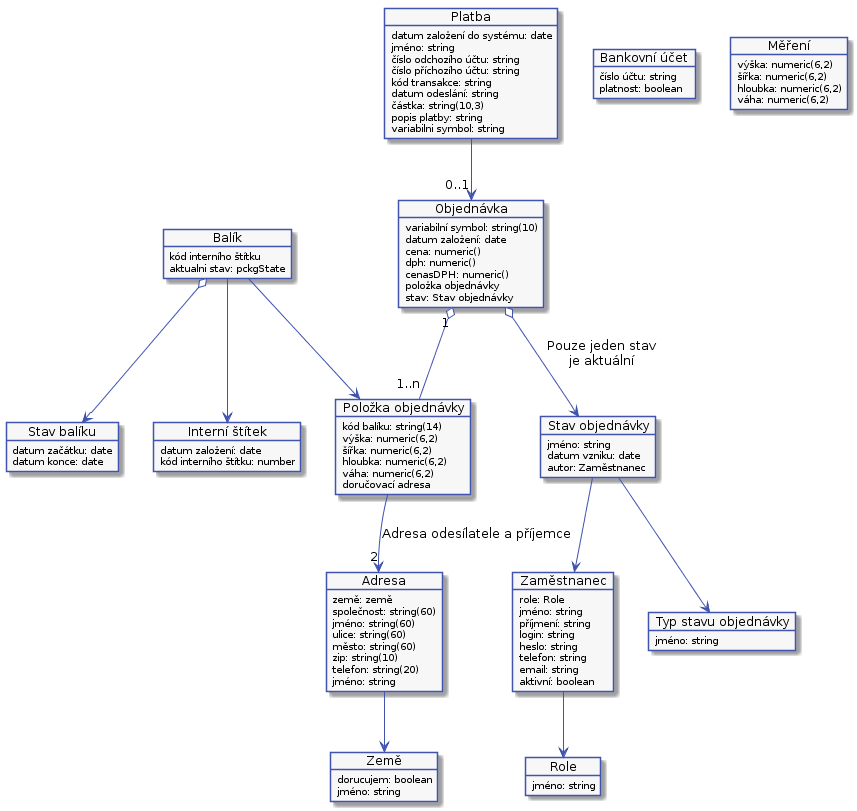 Platba
datum založení do systému: date
jméno: string
číslo odchozího účtu: string
číslo příchozího účtu: string
kód transakce: string
datum odeslání: string
částka: string(10,3)
popis platby: string
variabilni symbol: string
Bankovní účet
číslo účtu: string
platnost: boolean
Měření
výška: numeric(6,2)
šířka: numeric(6,2)
hloubka: numeric(6,2)
váha: numeric(6,2)
0..1
Objednávka
variabilní symbol: string(10)
datum založení: date
cena: numeric()
dph: numeric()
cenasDPH: numeric()
položka objednávky
stav: Stav objednávky
Balík
kód interního štítku
aktualni stav: pckgState
1
1..n
Pouze jeden stav
je aktuální
Stav balíku
datum začátku: date
datum konce: date
Interní štítek
datum založení: date
kód interního štítku: number
Položka objednávky
kód balíku: string(14)
výška: numeric(6,2)
šířka: numeric(6,2)
hloubka: numeric(6,2)
váha: numeric(6,2)
doručovací adresa
Stav objednávky
jméno: string
datum vzniku: date
autor: Zaměstnanec
Adresa odesílatele a příjemce
2
Adresa
země: země
společnost: string(60)
jméno: string(60)
ulice: string(60)
město: string(60)
zip: string(10)
telefon: string(20)
jméno: string
Zaměstnanec
role: Role
jméno: string
příjmení: string
login: string
heslo: string
telefon: string
email: string
aktivní: boolean
Typ stavu objednávky
jméno: string
Země
dorucujem: boolean
jméno: string
Role
jméno: string